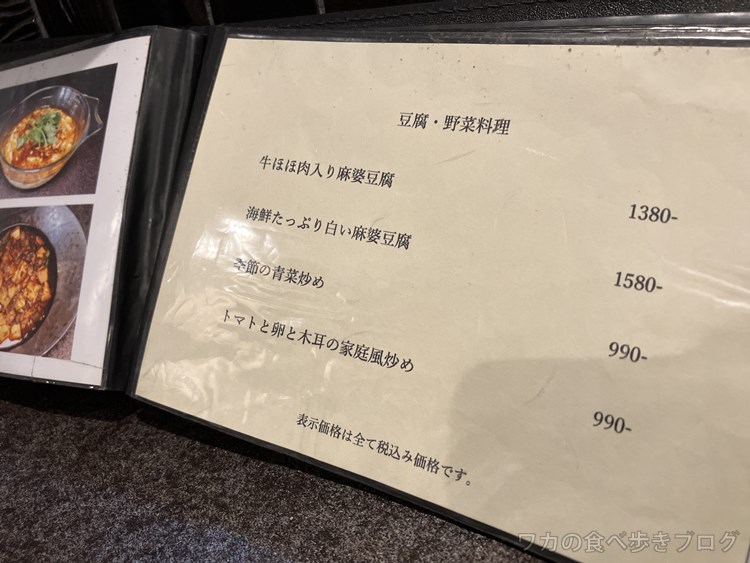 豆腐・野菜料理
牛ほほ肉入り麻婆豆腐 1380-
海鮮たっぷり白い麻婆豆腐 1580-
季節の青菜炒め 990-
トマトと卵と木耳の家庭風炒め 990-
表示価格は全て税込み価格です。
ワカの食べ歩きブログ